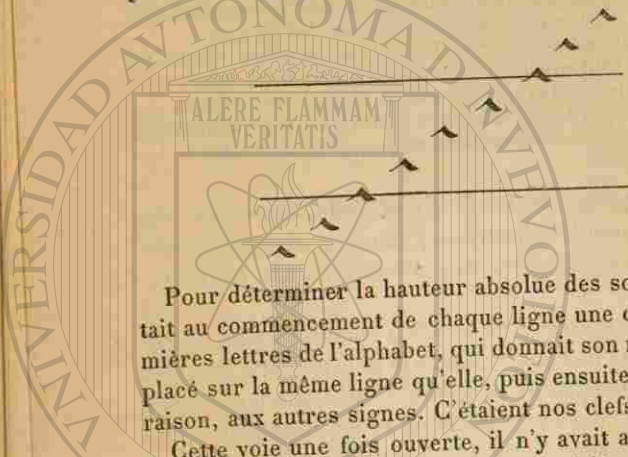 ALERE FLAMMAM
VERITATIS
Pour déterminer la hauteur absolue des
tait au commencement de chaque ligne une
mières lettres de l'alphabet, qui donnait son
placé sur la même ligne qu'elle, puis ensuite
raison, aux autres signes. C'étaient nos clefs
Cette voie une fois ouverte, il n'y avait